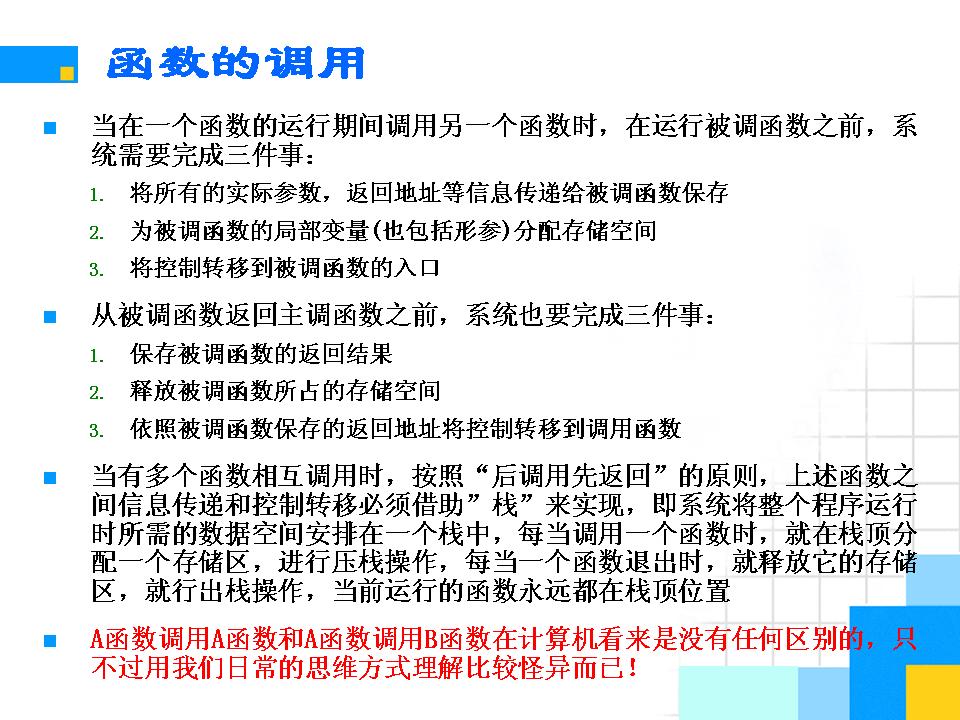 函数的调用
当在一个函数的运行期间调用另一个函数时，在运行被调函数之前，系
统需要完成三件事：
1. 将所有的实际参数，返回地址等信息传递给被调函数保存
2. 为被调函数的局部变量(也包括形参)分配存储空间
3. 将控制转移到被调函数的入口
从被调函数返回主调函数之前，系统也要完成三件事：
1. 保存被调函数的返回结果
2. 释放被调函数所占的存储空间
3. 依照被调函数保存的返回地址将控制转移到调用函数
当有多个函数相互调用时，按照“后调用先返回”的原则，上述函数之
间信息传递和控制转移必须借助”栈”来实现，即系统将整个程序运行
时所需的数据空间安排在一个栈中，每当调用一个函数时，就在栈顶分
配一个存储区，进行压栈操作，每当一个函数退出时，就释放它的存储
区，就行出栈操作，当前运行的函数永远都在栈顶位置
A函数调用A函数和A函数调用B函数在计算机看来是没有任何区别的，只
不过用我们日常的思维方式理解比较怪异而已！